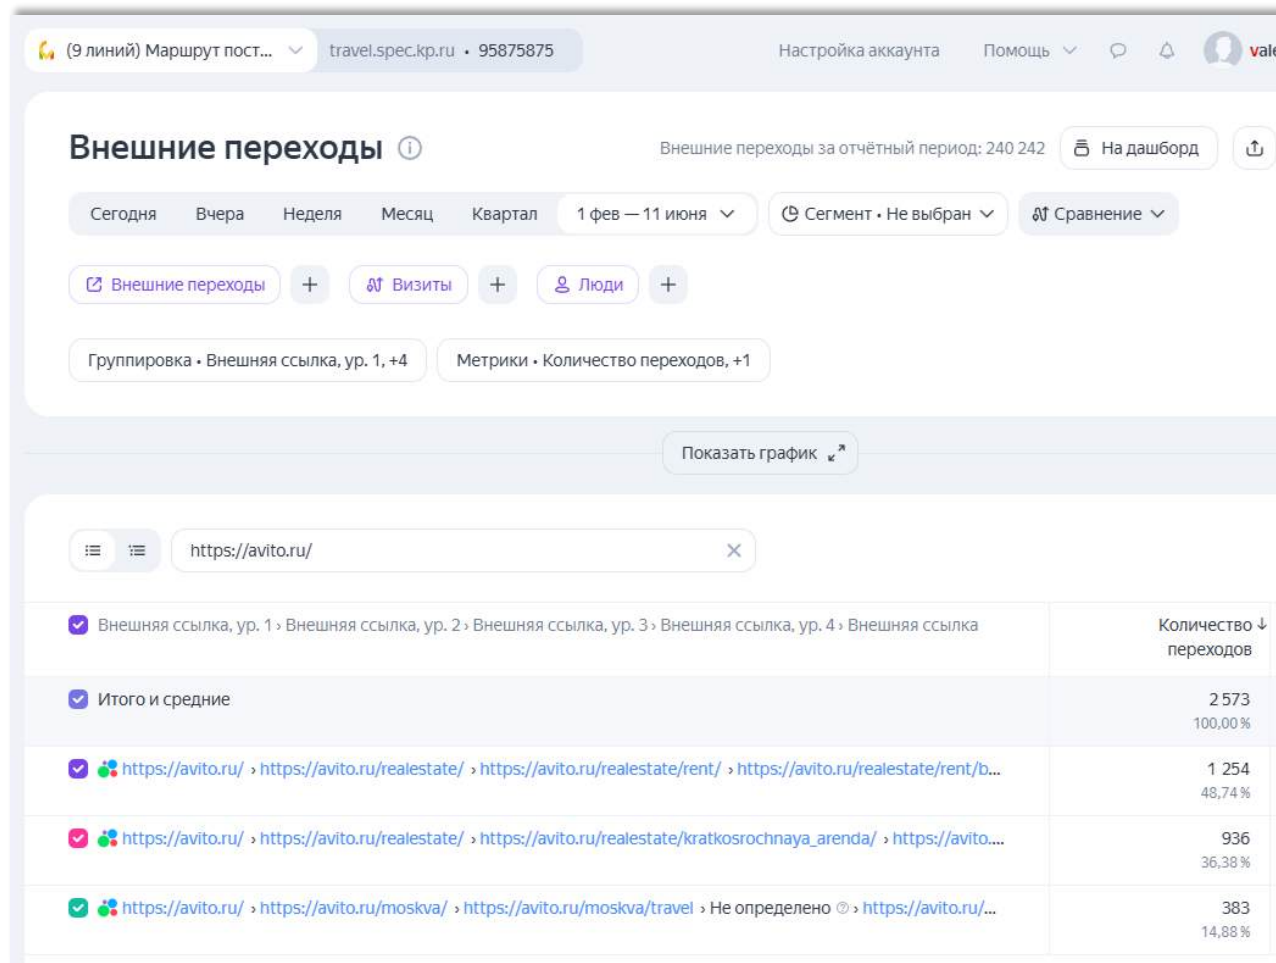 (9 линий) Маршрут пост... travel.spec.kp.ru • 95875875 Настройка аккаунта Помощь vale
Внешние переходы Внешние переходы за отчётный период: 240 242 На дашборд
Сегодня Вчера Неделя Месяц Квартал 1 фев — 11 июня Сегмент • Не выбран Сравнение
Внешние переходы + Визиты + Люди +
Группировка • Внешняя ссылка, ур. 1, +4 Метрики • Количество переходов, +1
Показать график
https://avito.ru/
Внешняя ссылка, ур. 1 › Внешняя ссылка, ур. 2 › Внешняя ссылка, ур. 3 › Внешняя ссылка, ур. 4 › Внешняя ссылка Количество ↓
переходов
Итого и средние 2 573
100,00 %
https://avito.ru/ › https://avito.ru/realestate/ › https://avito.ru/realestate/rent/ › https://avito.ru/realestate/rent/b... 1 254
48,74 %
https://avito.ru/ › https://avito.ru/realestate/ › https://avito.ru/realestate/kratkosrochnaya_arenda/ › https://avito.... 936
36,38 %
https://avito.ru/ › https://avito.ru/moskva/ › https://avito.ru/moskva/travel › Не определено › https://avito.ru/... 383
14,88 %